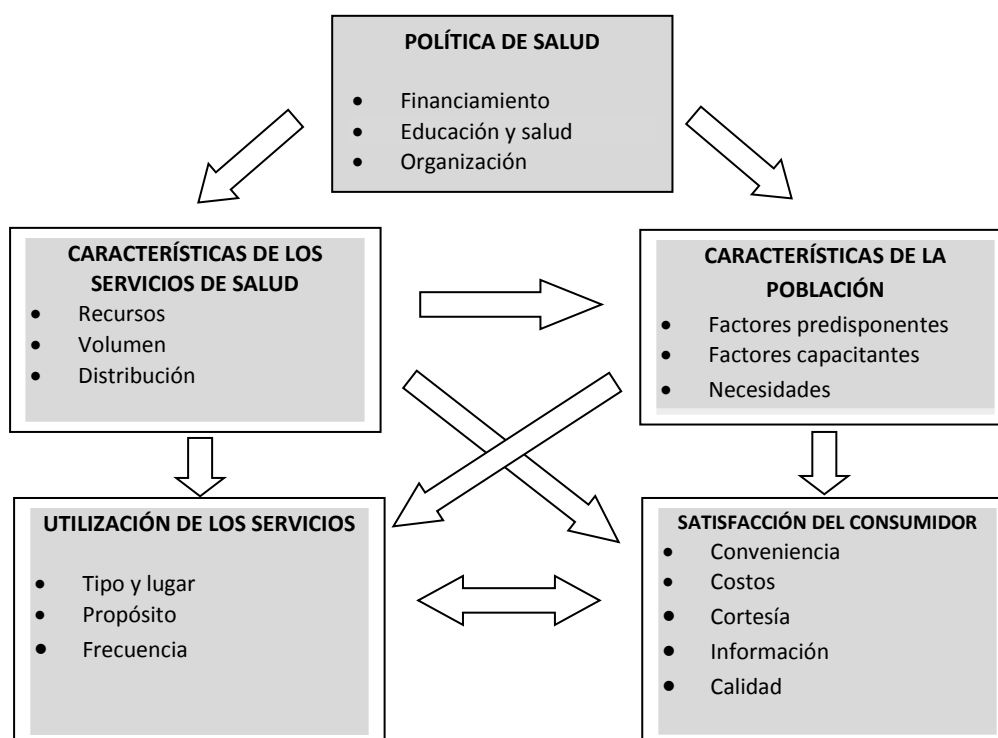 POLÍTICA DE SALUD
• Financiamiento
• Educación y salud
• Organización
CARACTERÍSTICAS DE LOS
SERVICIOS DE SALUD
• Recursos
• Volumen
• Distribución
CARACTERÍSTICAS DE LA
POBLACIÓN
• Factores predisponentes
• Factores capacitantes
• Necesidades
UTILIZACIÓN DE LOS SERVICIOS
• Tipo y lugar
• Propósito
• Frecuencia
SATISFACCIÓN DEL CONSUMIDOR
• Conveniencia
• Costos
• Cortesía
• Información
• Calidad